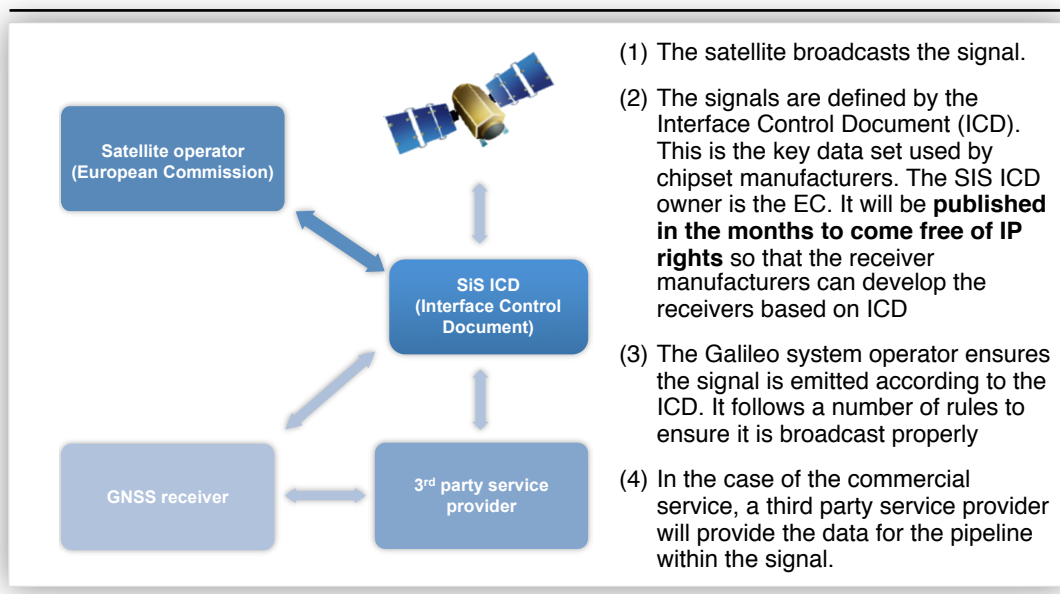 Satellite operator
(European Commission)
SiS ICD
(Interface Control
Document)
GNSS receiver
3rd party service
provider
(1) The satellite broadcasts the signal.
(2) The signals are defined by the
Interface Control Document (ICD).
This is the key data set used by
chipset manufacturers. The SIS ICD
owner is the EC. It will be published
in the months to come free of IP
rights so that the receiver
manufacturers can develop the
receivers based on ICD
(3) The Galileo system operator ensures
the signal is emitted according to the
ICD. It follows a number of rules to
ensure it is broadcast properly
(4) In the case of the commercial
service, a third party service provider
will provide the data for the pipeline
within the signal.